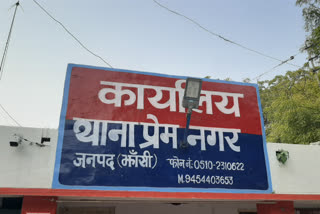 कार्यालय
थाना प्रेम नगर
जनपद (झाँसी) फोन नं: 0510-2310622
M.9454403653